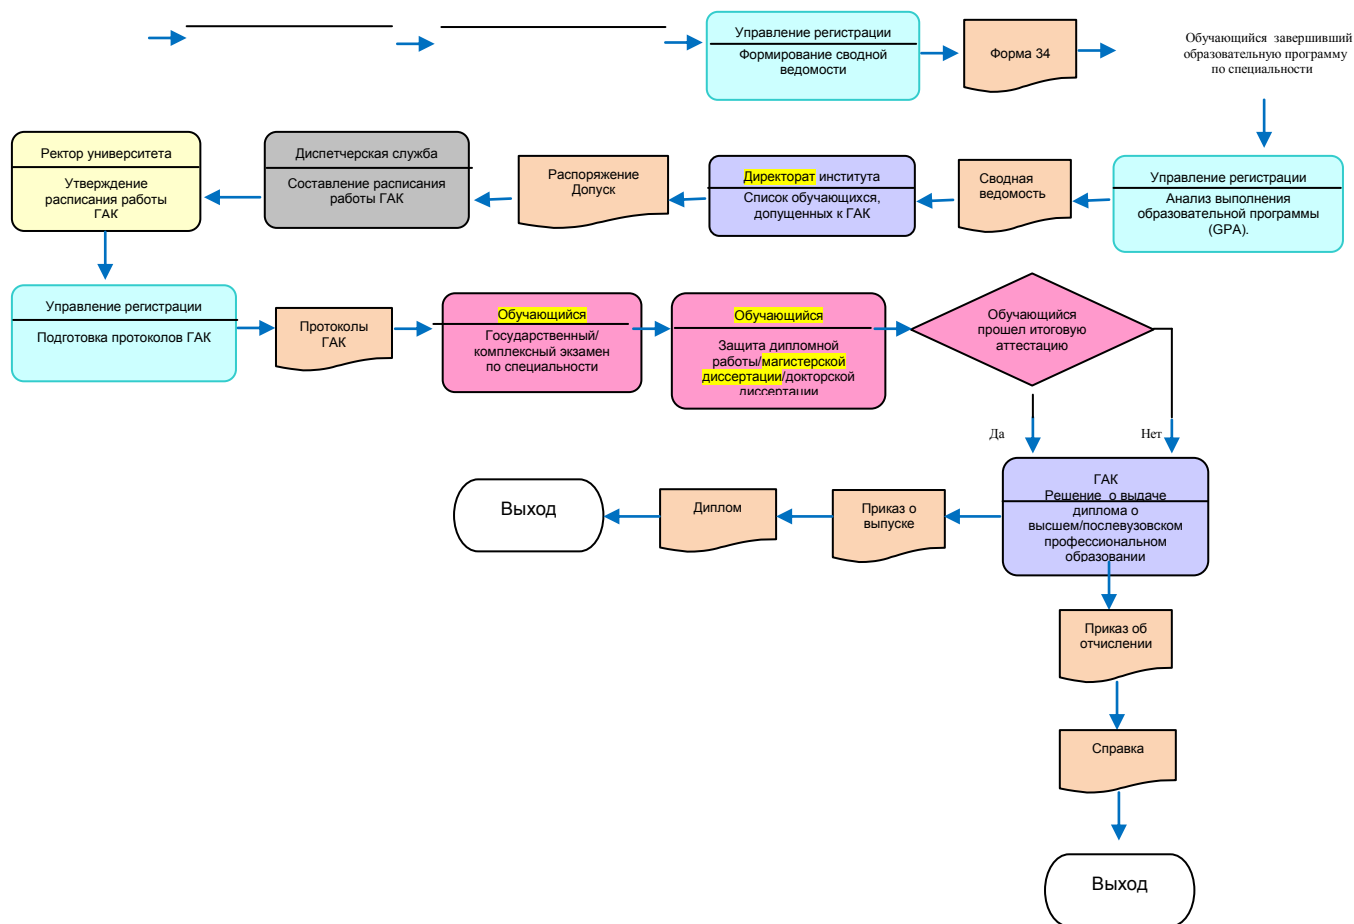 Управление регистрации
Формирование сводной
ведомости
Форма 34
Обучающийся завершивший
образовательную программу
по специальности
Ректор университета
Утверждение
расписания работы
ГАК
Диспетчерская служба
Составление расписания
работы ГАК
Распоряжение
Допуск
Директорат института
Список обучающихся,
допущенных к ГАК
Сводная
ведомость
Управление регистрации
Анализ выполнения
образовательной программы
(GPA).
Управление регистрации
Подготовка протоколов ГАК
Протоколы
ГАК
Обучающийся
Государственный/
комплексный экзамен
по специальности
Обучающийся
Защита дипломной
работы/магистерской
диссертации/докторской
диссертации
Обучающийся
прошел итоговую
аттестацию
Да
Нет
Выход
Диплом
Приказ о
выпуске
ГАК
Решение о выдаче
диплома о
высшем/послевузовском
профессиональном
образовании
Приказ об
отчислении
Справка
Выход